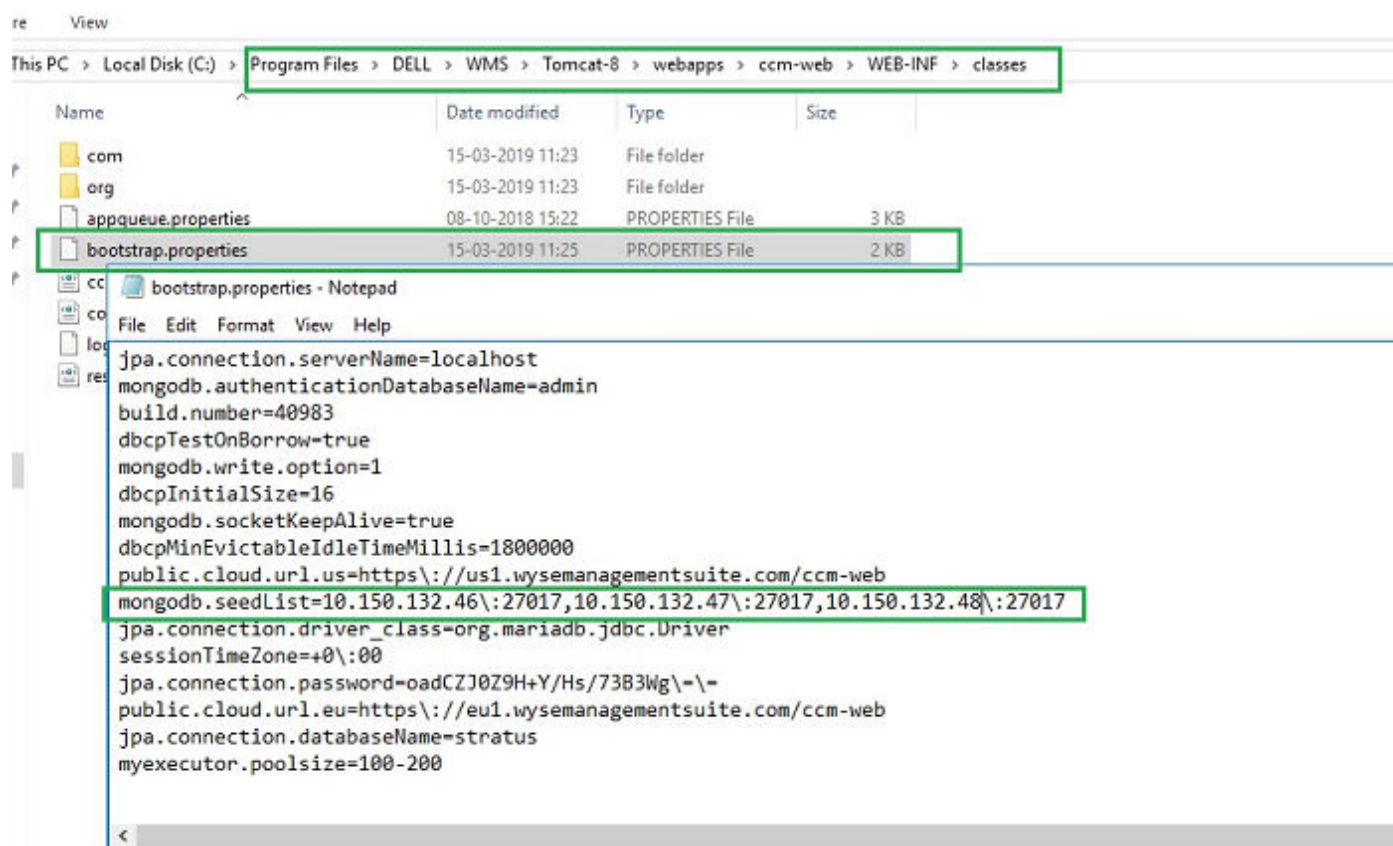 re View
This PC > Local Disk (C:) > Program Files > DELL > WMS > Tomcat-8 > webapps > ccm-web > WEB-INF > classes
Name Date modified Type Size
com 15-03-2019 11:23 File folder
org 15-03-2019 11:23 File folder
appqueue.properties 08-10-2018 15:22 PROPERTIES File 3 KB
bootstrap.properties 15-03-2019 11:25 PROPERTIES File 2 KB
cc
bootstrap.properties - Notepad
co
File Edit Format View Help
log
jpa.connection.serverName=localhost
res
mongodb.authenticationDatabaseName=admin
build.number=40983
dbcpTestOnBorrow=true
mongodb.write.option=1
dbcpInitialSize=16
mongodb.socketKeepAlive=true
dbcpMinEvictableIdleTimeMillis=1800000
public.cloud.url.us=https\://us1.wysemanagementsuite.com/ccm-web
mongodb.seedList=10.150.132.46\:27017,10.150.132.47\:27017,10.150.132.48\:27017
jpa.connection.driver_class=org.mariadb.jdbc.Driver
sessionTimeZone=+0\:00
jpa.connection.password=oadCZJ0Z9H+Y/Hs/73B3Wg\=\=
public.cloud.url.eu=https\://eu1.wysemanagementsuite.com/ccm-web
jpa.connection.databaseName=stratus
myexecutor.poolsize=100-200